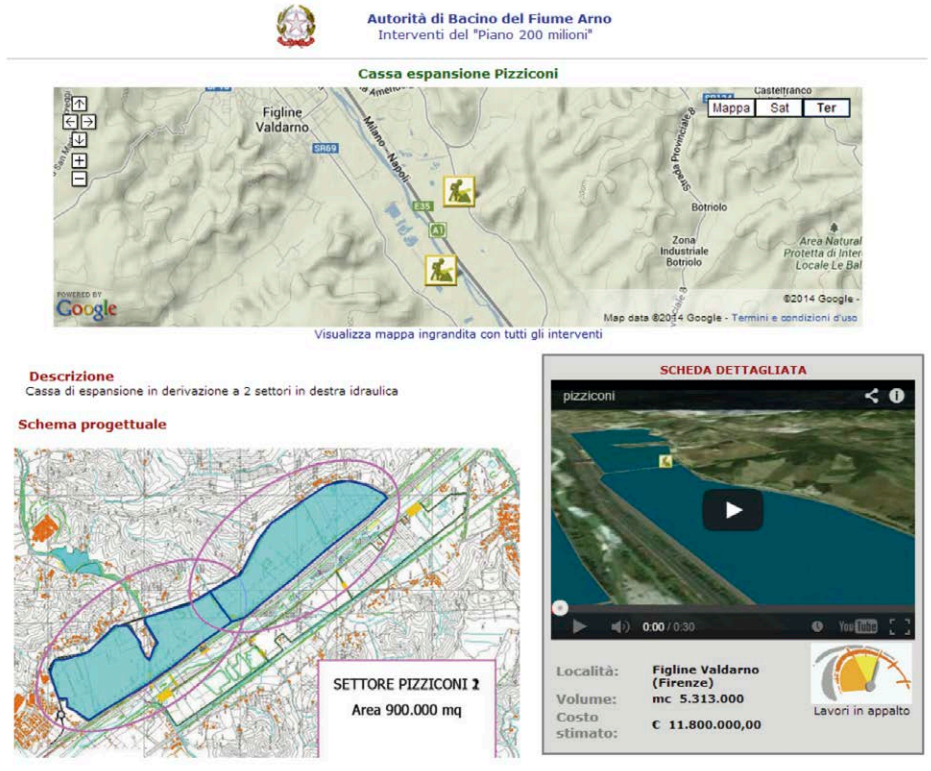 Autorità di Bacino del Fiume Arno
Interventi del "Piano 200 milioni"
Cassa espansione Pizziconi
Castelfranco
Mappa Sat Ter
Figline
Valdarno
SR69
Milano - Napoli
Strada Provinciale 8
E35
A1
Botriolo
Zona
Industriale
Botriolo
Area Natural
Protetta di Inter
Locale Le Bal
POWERED BY
Google
©2014 Google -
Map data ©2014 Google - Termini e condizioni d'uso
Visualizza mappa ingrandita con tutti gli interventi
Descrizione
Cassa di espansione in derivazione a 2 settori in destra idraulica
Schema progettuale
SETTORE PIZZICONI 2
Area 900.000 mq
SCHEDA DETTAGLIATA
pizziconi
0:00 / 0:30
YouTube
Località: Figline Valdarno
(Firenze)
Volume: mc 5.313.000
Costo
stimato: € 11.800.000,00
Lavori in appalto